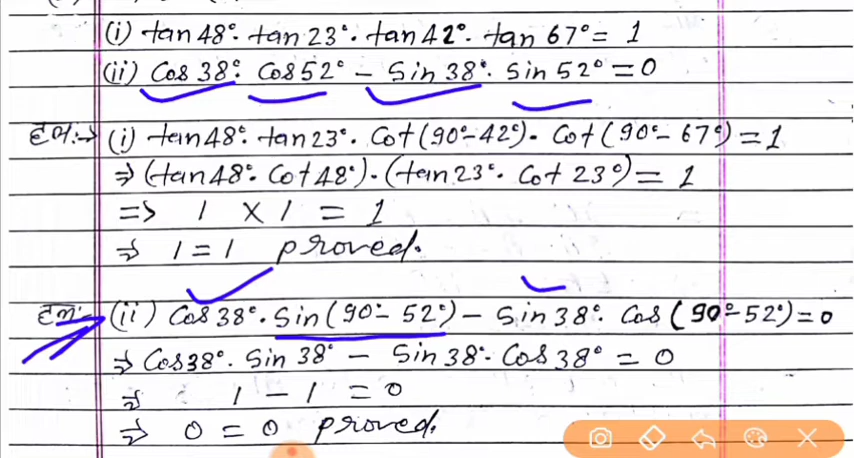 (i) tan 48°. tan 23°. tan 42°. tan 67° = 1
(ii) Cos 38°. Cos 52° - Sin 38°. Sin 52° = 0
हल:→ (i) tan 48°. tan 23°. Cot (90° - 42°). Cot (90° - 67°) = 1
⇒ (tan 48°. Cot 48°). (tan 23°. Cot 23°) = 1
=> 1 X 1 = 1
⇒ 1 = 1 proved.
हल:→ (ii) Cos 38°. Sin (90° - 52°) - Sin 38°. Cos (90° - 52°) = 0
⇒ Cos 38°. Sin 38° - Sin 38°. Cos 38° = 0
⇒ 1 - 1 = 0
⇒ 0 = 0 proved.